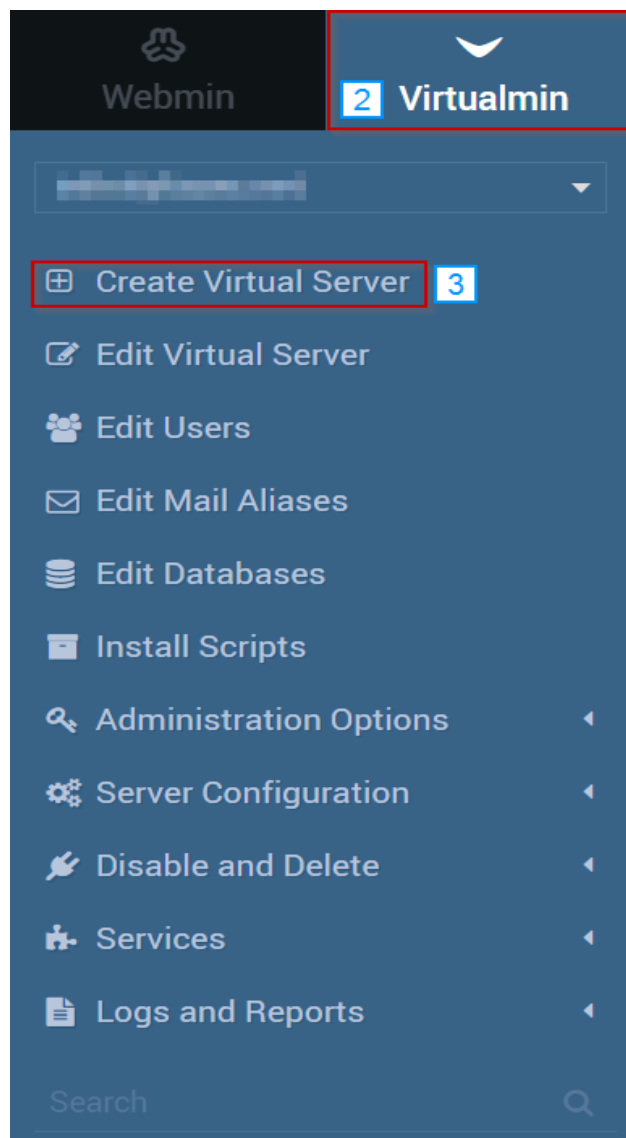 Webmin
2 Virtualmin
Create Virtual Server 3
Edit Virtual Server
Edit Users
Edit Mail Aliases
Edit Databases
Install Scripts
Administration Options
Server Configuration
Disable and Delete
Services
Logs and Reports
Search